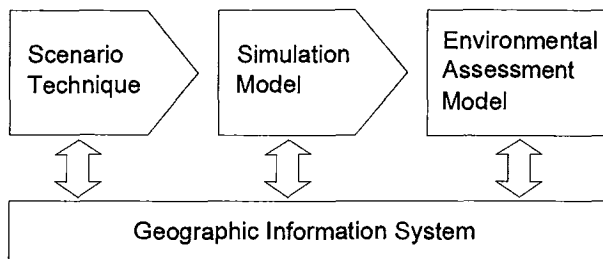 Scenario
Technique
Simulation
Model
Environmental
Assessment
Model
Geographic Information System